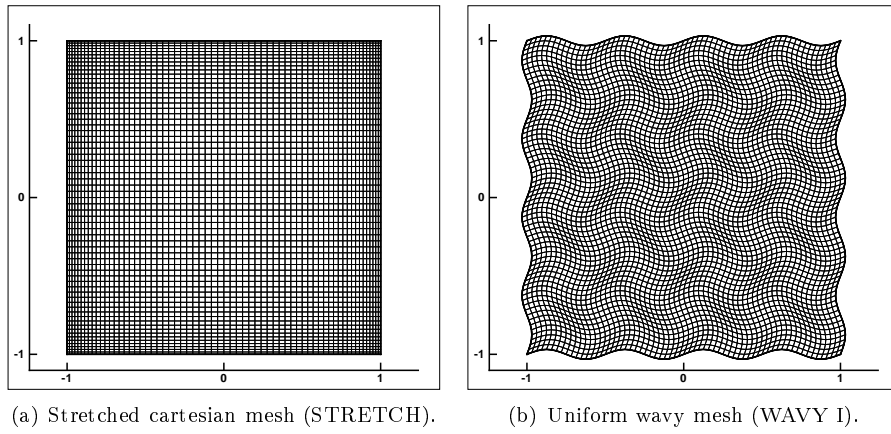 1
0
-1
-1 0 1
1
0
-1
-1 0 1
(a) Stretched cartesian mesh (STRETCH).
(b) Uniform wavy mesh (WAVY I).